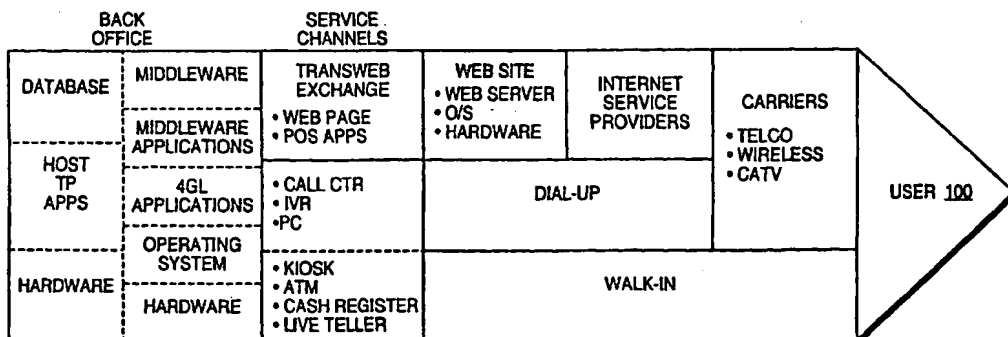 BACK
OFFICE
SERVICE
CHANNELS
DATABASE
HOST
TP
APPS
HARDWARE
MIDDLEWARE
MIDDLEWARE
APPLICATIONS
4GL
APPLICATIONS
OPERATING
SYSTEM
HARDWARE
TRANSWEB
EXCHANGE
• WEB PAGE
• POS APPS
• CALL CTR
• IVR
•PC
• KIOSK
• ATM
• CASH REGISTER
• LIVE TELLER
WEB SITE
• WEB SERVER
• O/S
• HARDWARE
INTERNET
SERVICE
PROVIDERS
DIAL-UP
WALK-IN
CARRIERS
• TELCO
• WIRELESS
• CATV
USER 100